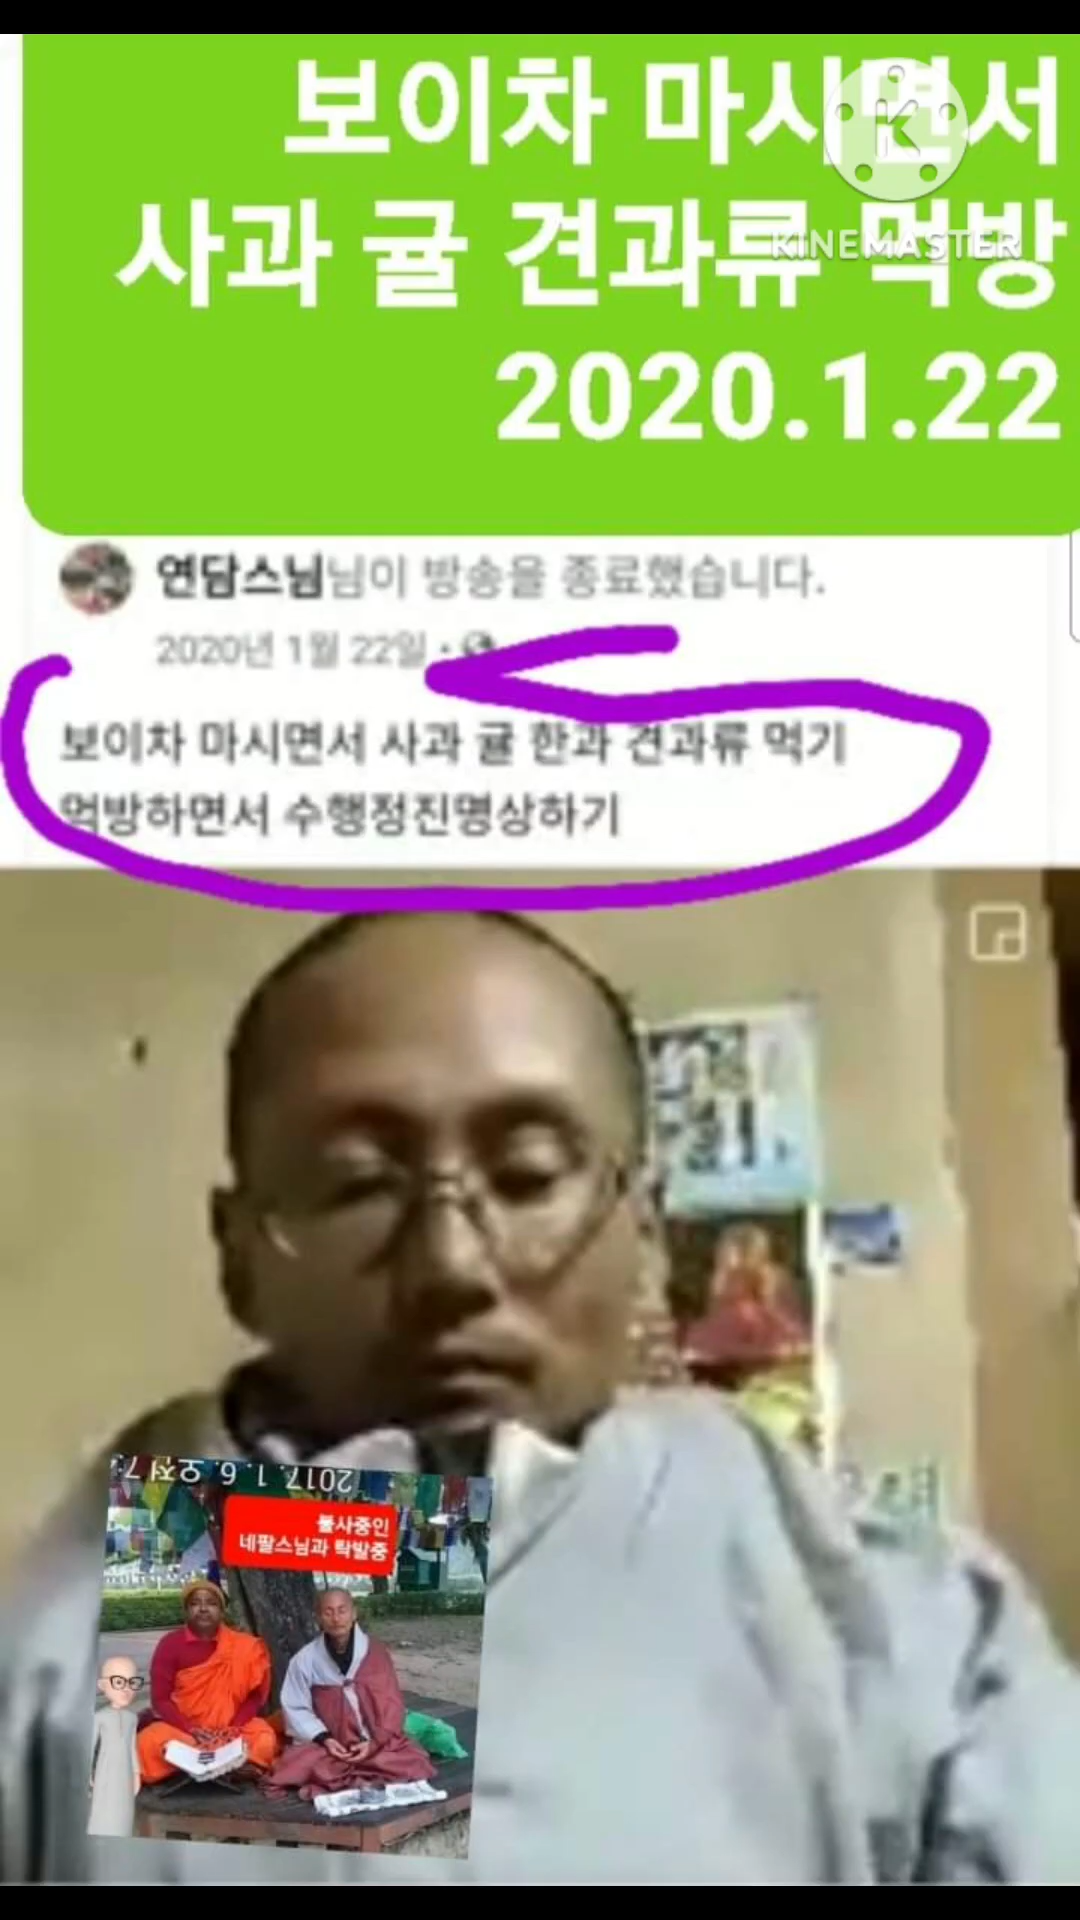 보이차 마시면서
사과 귤 견과류 먹방
2020.1.22
KINEMASTER
연담스님님이 방송을 종료했습니다.
2020년 1월 22일
보이차 마시면서 사과 귤 한과 견과류 먹기
먹방하면서 수행정진명상하기
2017. 1. 6. 오전 7:
불사중인
네팔스님과 탁발중